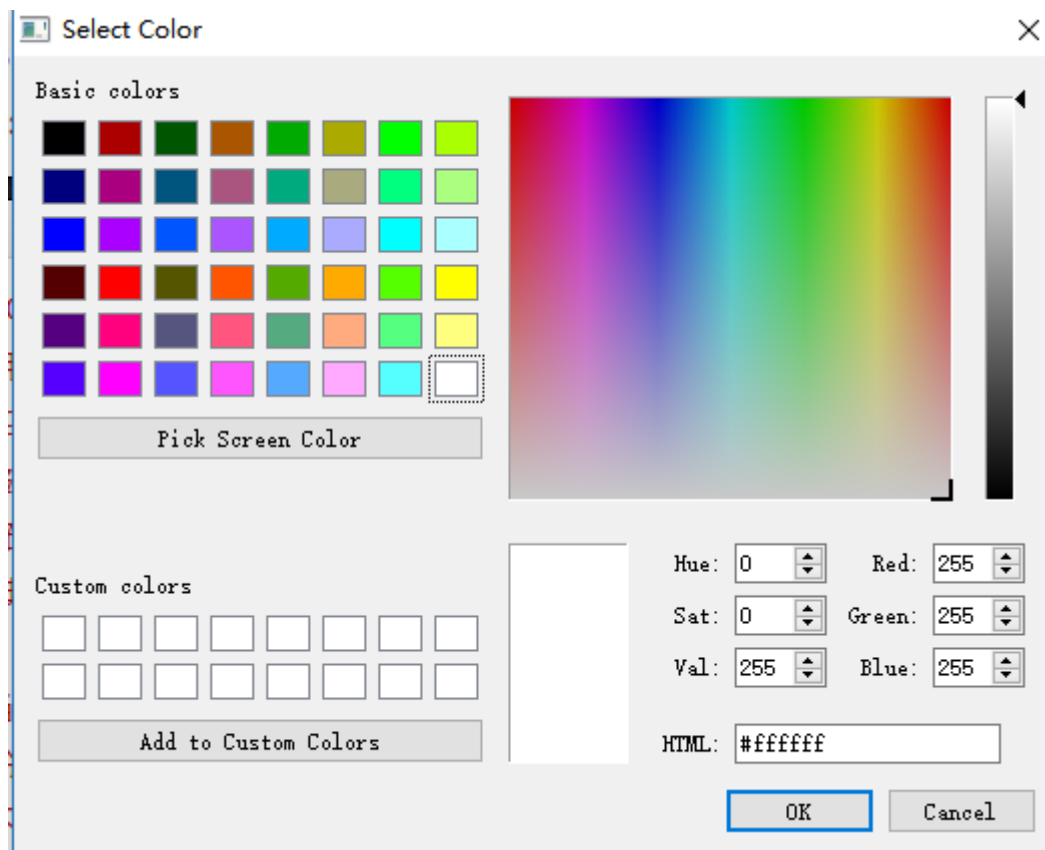 Select Color
Basic colors
Pick Screen Color
Custom colors
Add to Custom Colors
Hue: 0 Red: 255
Sat: 0 Green: 255
Val: 255 Blue: 255
HTML: #ffffff
OK Cancel